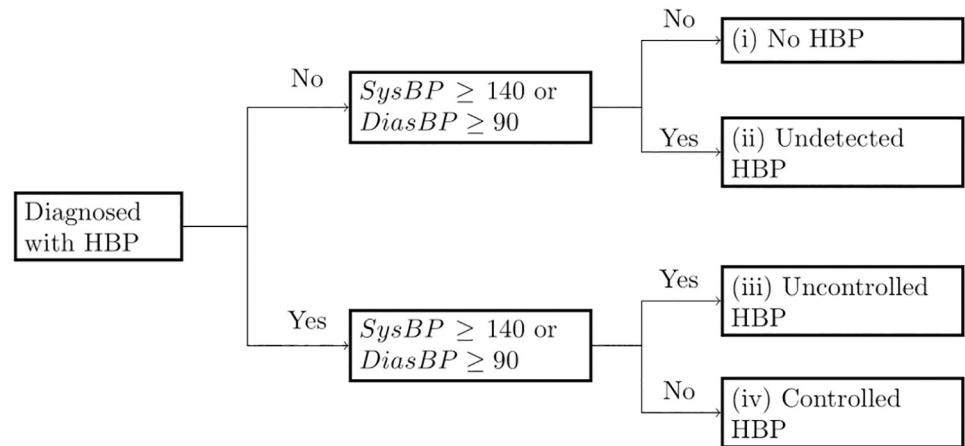 No
(i) No HBP
No
SysBP ≥ 140 or
DiasBP ≥ 90
Yes
(ii) Undetected
HBP
Diagnosed
with HBP
Yes
SysBP ≥ 140 or
DiasBP ≥ 90
Yes
(iii) Uncontrolled
HBP
No
(iv) Controlled
HBP